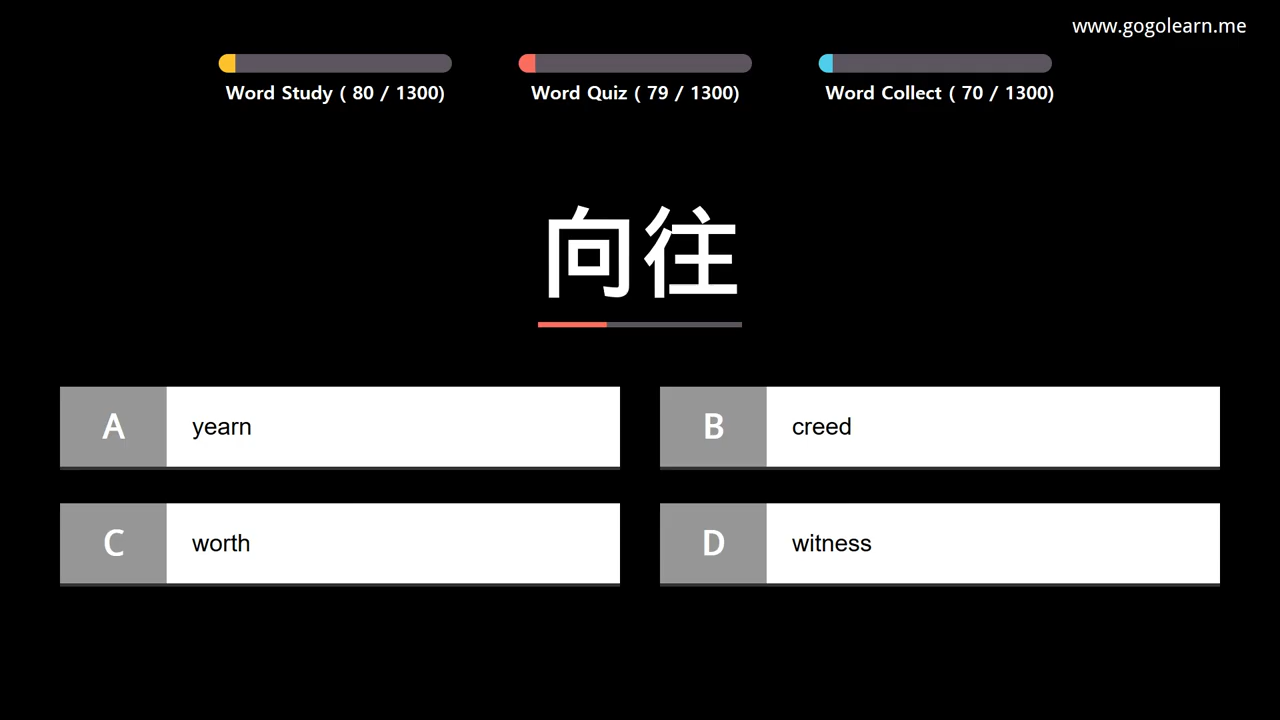 www.gogolearn.me
Word Study ( 80 / 1300)
Word Quiz ( 79 / 1300)
Word Collect ( 70 / 1300)
向往
A yearn
B creed
C worth
D witness